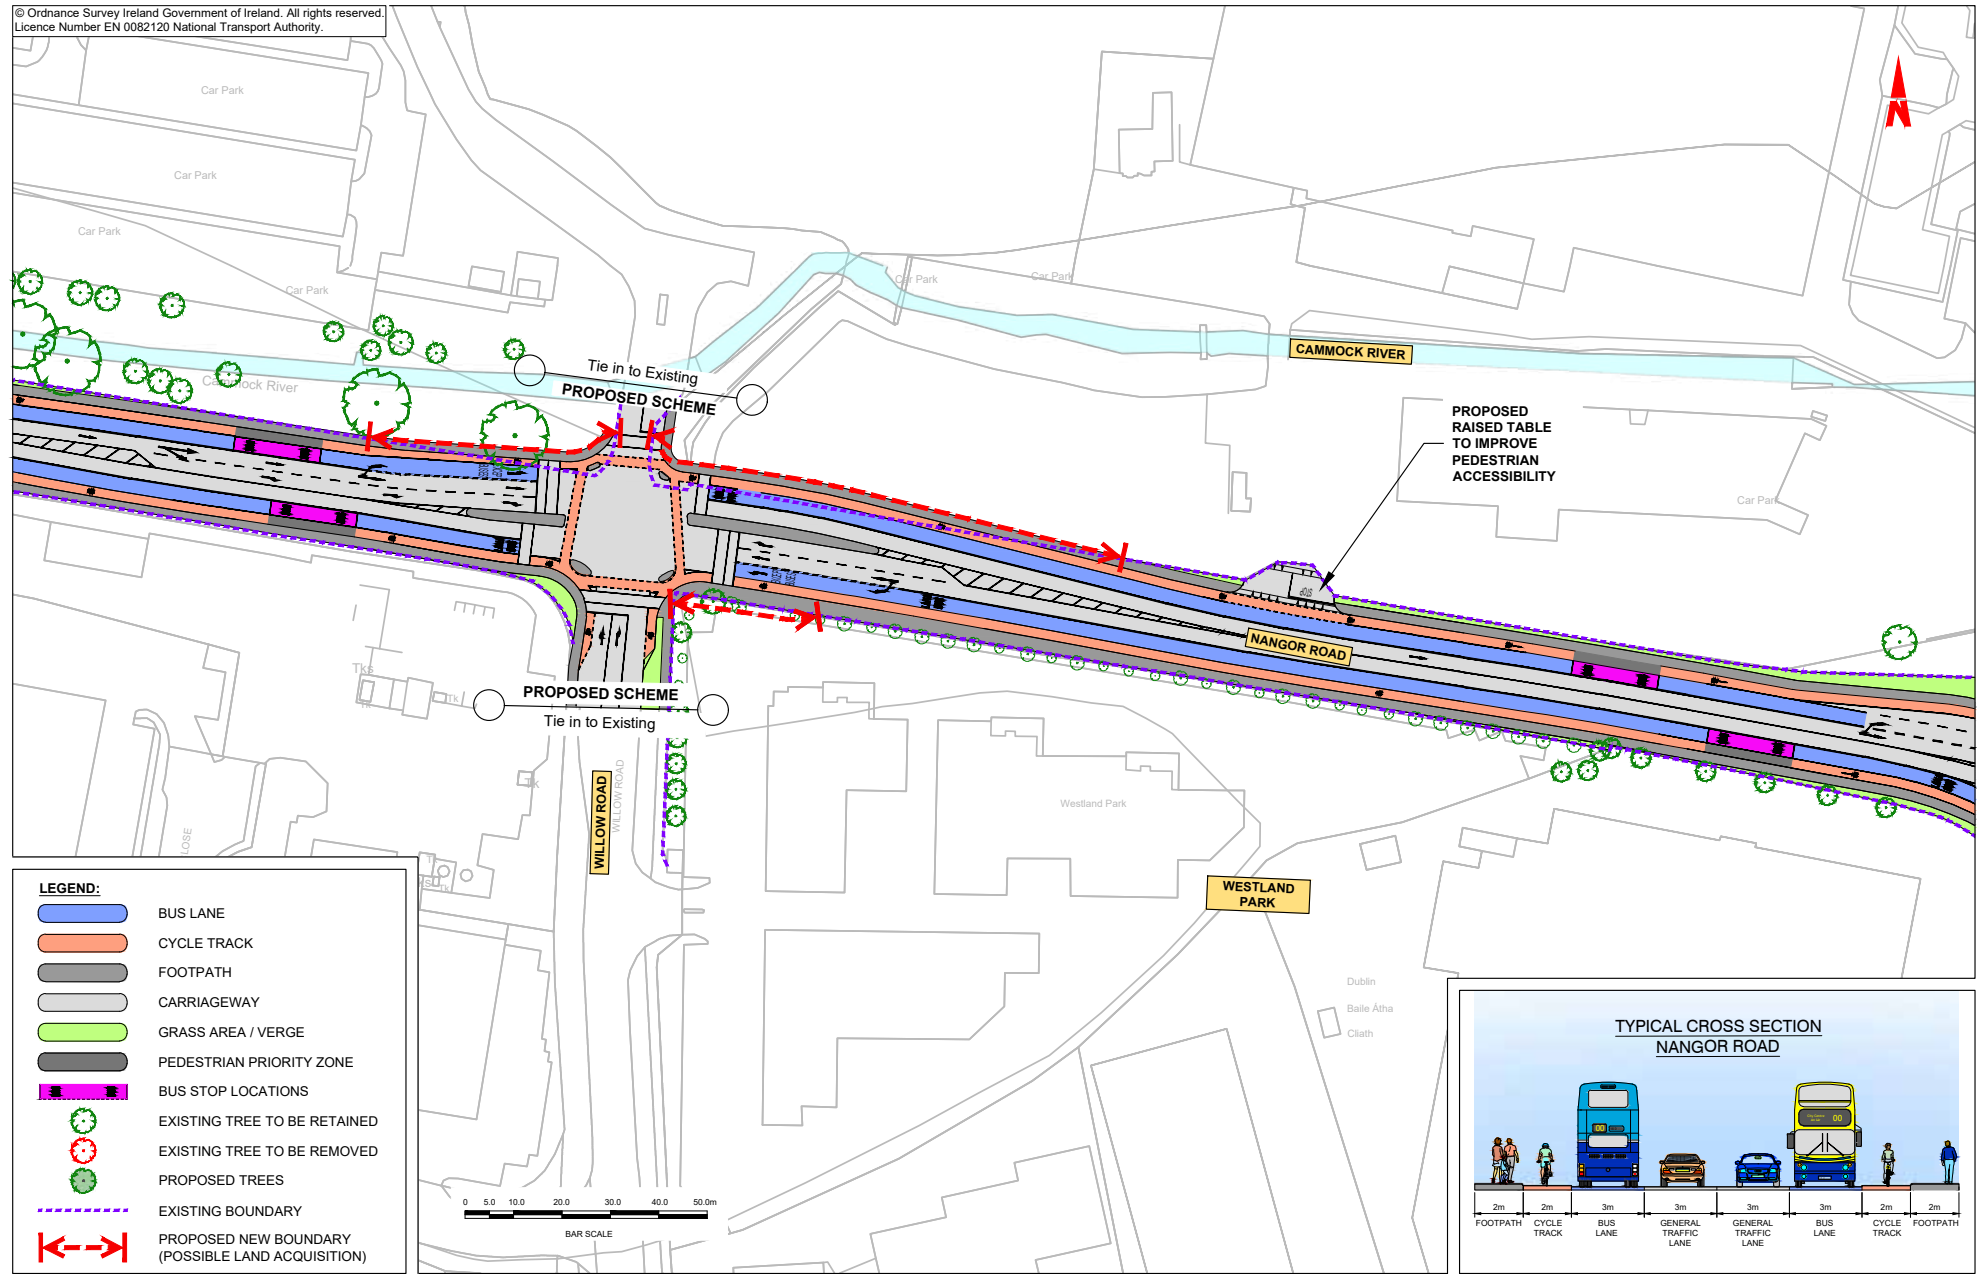 © Ordnance Survey Ireland Government of Ireland. All rights reserved.
Licence Number EN 0082120 National Transport Authority.
Car Park
Car Park
Car Park
Car Park
Car Park
Car Park
Cammock River
Tie in to Existing
PROPOSED SCHEME
CAMMOCK RIVER
PROPOSED
RAISED TABLE
TO IMPROVE
PEDESTRIAN
ACCESSIBILITY
Car Park
STOP
NANGOR ROAD
Tks
Tk
PROPOSED SCHEME
Tie in to Existing
WILLOW ROAD
WILLOW ROAD
Tk
Westland Park
LOSE
WESTLAND
PARK
Dublin
Baile Átha
Cliath
N
LEGEND:
BUS LANE
CYCLE TRACK
FOOTPATH
CARRIAGEWAY
GRASS AREA / VERGE
PEDESTRIAN PRIORITY ZONE
BUS STOP LOCATIONS
EXISTING TREE TO BE RETAINED
EXISTING TREE TO BE REMOVED
PROPOSED TREES
EXISTING BOUNDARY
PROPOSED NEW BOUNDARY
(POSSIBLE LAND ACQUISITION)
0 5.0 10.0 20.0 30.0 40.0 50.0m
BAR SCALE
TYPICAL CROSS SECTION
NANGOR ROAD
00
00
2m 2m 3m 3m 3m 3m 2m 2m
FOOTPATH
CYCLE
TRACK
BUS
LANE
GENERAL
TRAFFIC
LANE
GENERAL
TRAFFIC
LANE
BUS
LANE
CYCLE
TRACK
FOOTPATH